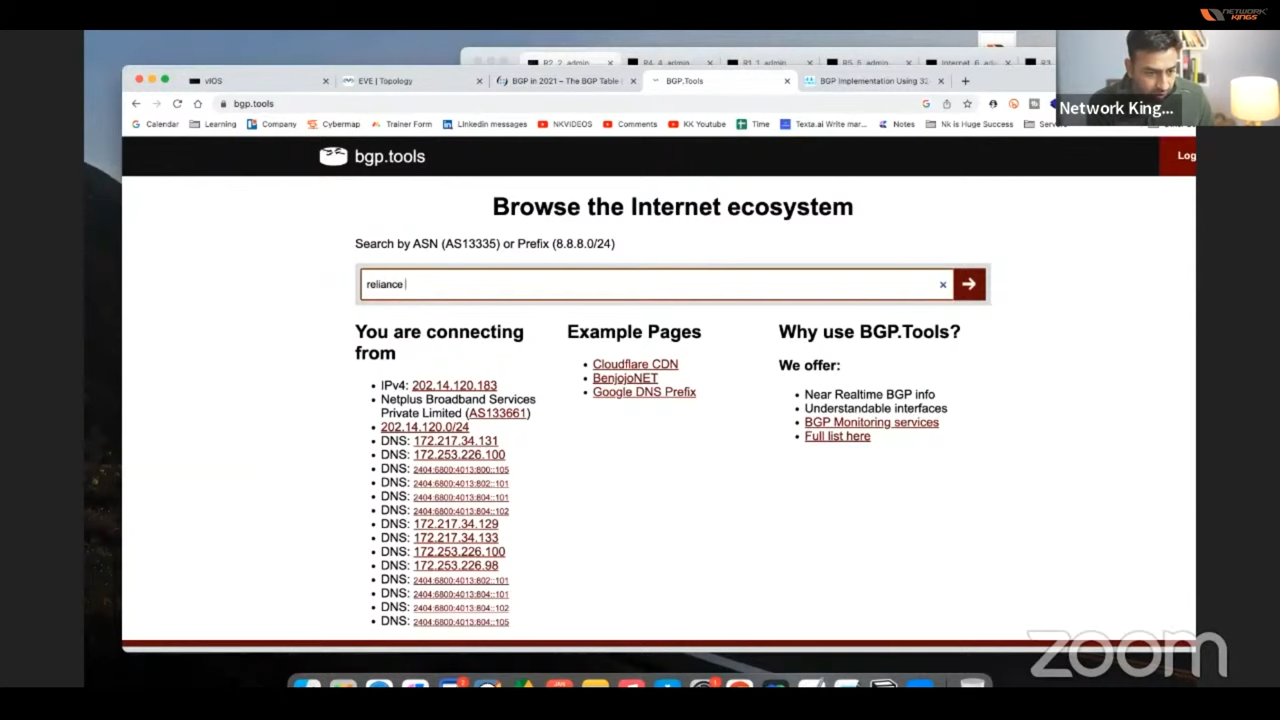 NETWORK KINGS
R2_2_admin R4_4_admin R1_1_admin R5_5_admin Internet_6_ad R3
vIOS EVE | Topology BGP in 2021 – The BGP Table BGP.Tools BGP Implementation Using 32
bgp.tools
Network King...
Calendar Learning Company Cybermap Trainer Form Linkedin messages NKVIDEOS Comments KK Youtube Time Texta.ai Write mar... Notes Nk is Huge Success Serv
bgp.tools
Log
Browse the Internet ecosystem
Search by ASN (AS13335) or Prefix (8.8.8.0/24)
reliance
You are connecting
from
IPv4: 202.14.120.183
Netplus Broadband Services
Private Limited (AS133661)
202.14.120.0/24
DNS: 172.217.34.131
DNS: 172.253.226.100
DNS: 2404:6800:4013:800::105
DNS: 2404:6800:4013:802::101
DNS: 2404:6800:4013:804::101
DNS: 2404:6800:4013:804::102
DNS: 172.217.34.129
DNS: 172.217.34.133
DNS: 172.253.226.100
DNS: 172.253.226.98
DNS: 2404:6800:4013:802::101
DNS: 2404:6800:4013:804::101
DNS: 2404:6800:4013:804::102
DNS: 2404:6800:4013:804::105
Example Pages
Cloudflare CDN
BenjojoNET
Google DNS Prefix
Why use BGP.Tools?
We offer:
Near Realtime BGP info
Understandable interfaces
BGP Monitoring services
Full list here
zoom